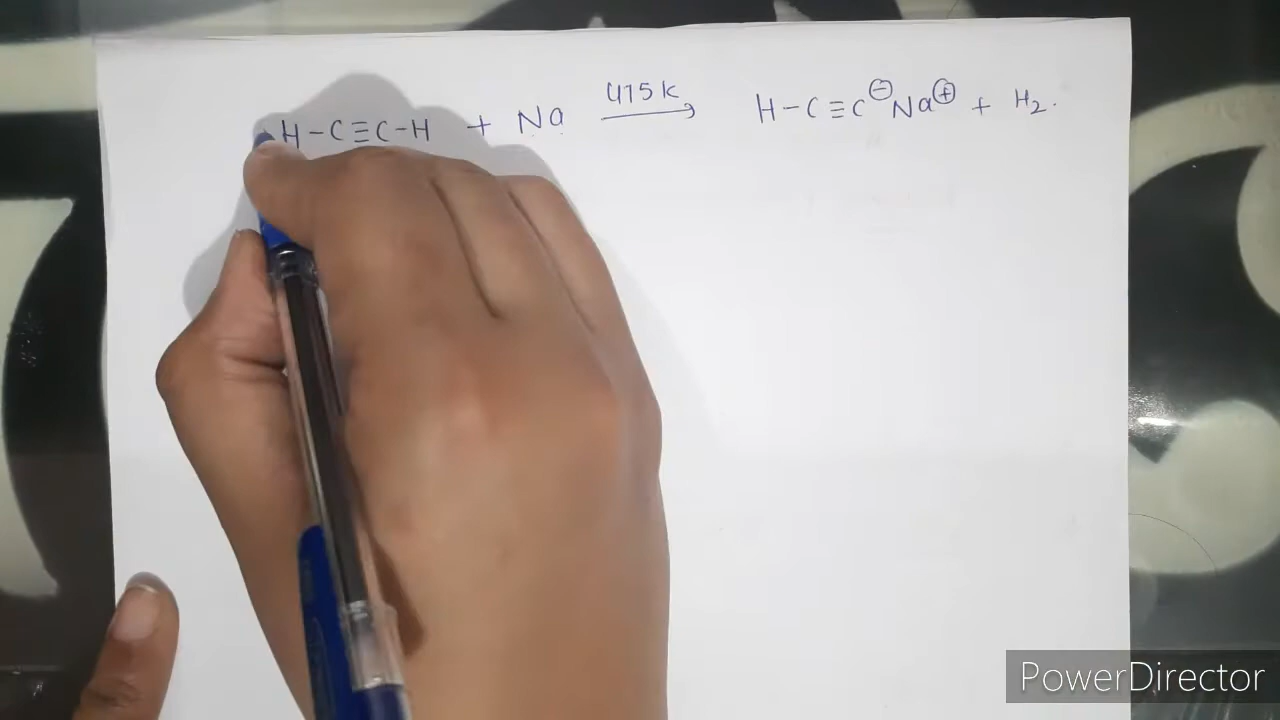 H-C≡C-H + Na 475K→ H-C≡C⊖ Na⊕ + H2.
PowerDirector